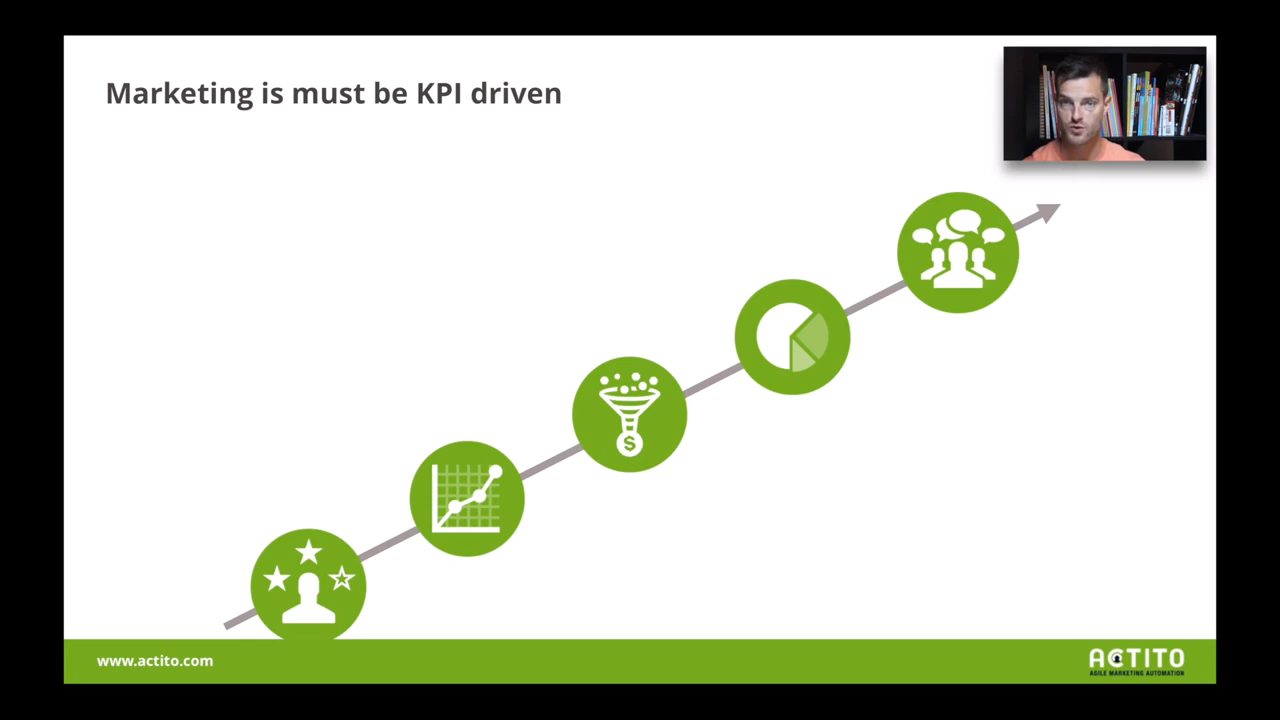 Marketing is must be KPI driven
$
www.actito.com
ACTITO
AGILE MARKETING AUTOMATION